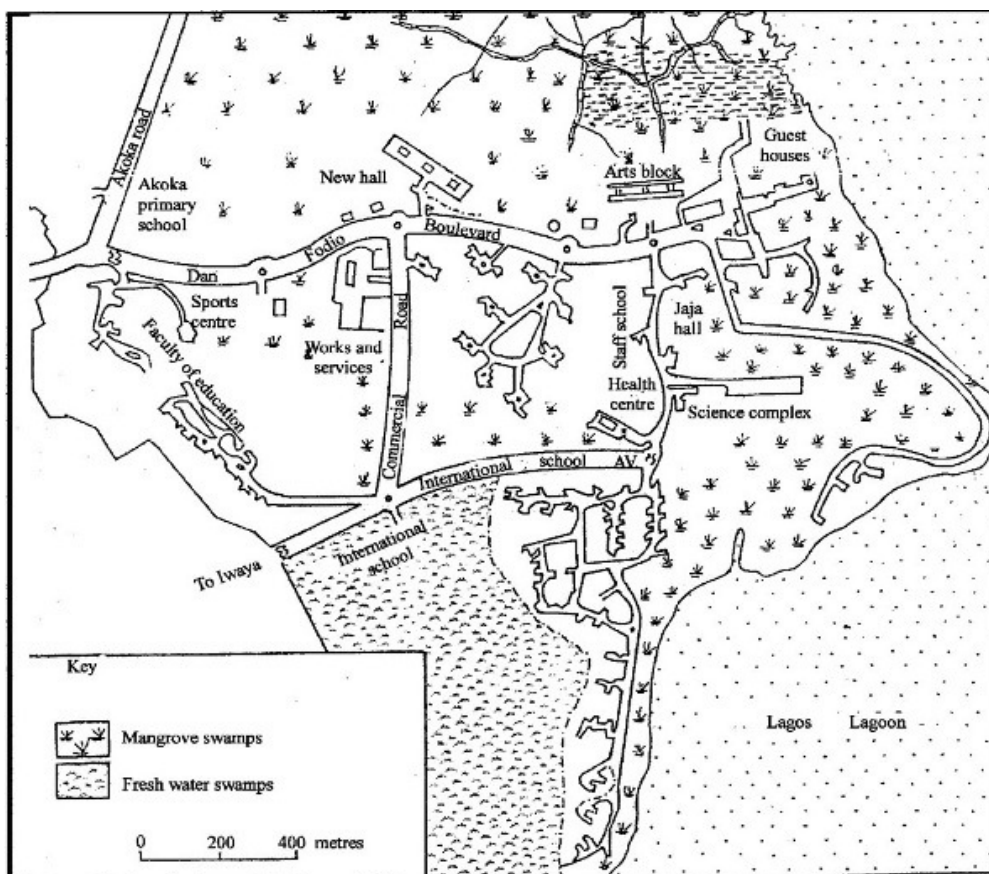 Akoka road
Guest
houses
Arts block
New hall
Akoka
primary
school
Dan Fodio Boulevard
Sports
centre
Faculty of education
Works and
services
Commercial Road
Staff school
Jaja
hall
Health
centre
Science complex
International school AV
International
school
To Iwaya
Key
Mangrove swamps
Fresh water swamps
0 200 400 metres
Lagos Lagoon